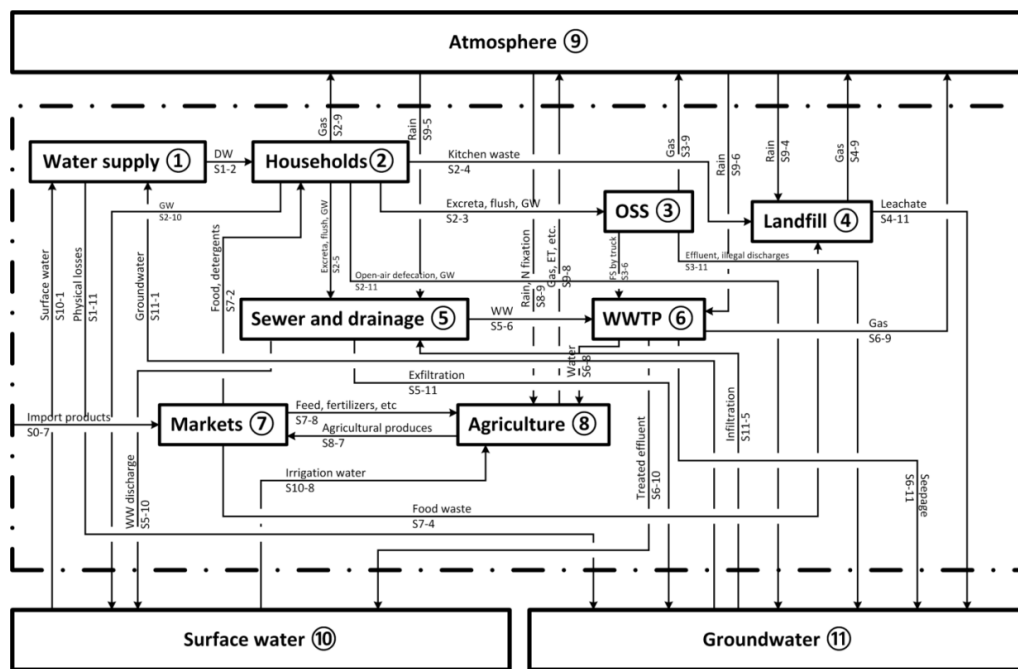 Atmosphere ⑨
Gas
S2-9
Rain
S9-5
Rain, N fixation
S8-9
Gas, ET, etc.
S9-8
Gas
S3-9
Rain
S9-6
Rain
S9-4
Gas
S4-9
Water supply ①
DW
S1-2
Households ②
Kitchen waste
S2-4
Excreta, flush, GW
S2-3
OSS ③
Landfill ④
Leachate
S4-11
GW
S2-10
Surface water
S10-1
Physical losses
S1-11
Groundwater
S11-1
Food, detergents
S7-2
Excreta, flush, GW
S2-5
Open-air defecation, GW
S2-11
FS by truck
S3-6
Effluent, illegal discharges
S3-11
Sewer and drainage ⑤
WW
S5-6
WWTP ⑥
Gas
S6-9
Water
S6-8
Exfiltration
S5-11
Import products
S0-7
Markets ⑦
Feed, fertilizers, etc
S7-8
Agricultural produces
S8-7
Agriculture ⑧
Infiltration
S11-5
Treated effluent
S6-10
Irrigation water
S10-8
WW discharge
S5-10
Food waste
S7-4
Seepage
S6-11
Surface water ⑩
Groundwater ⑪